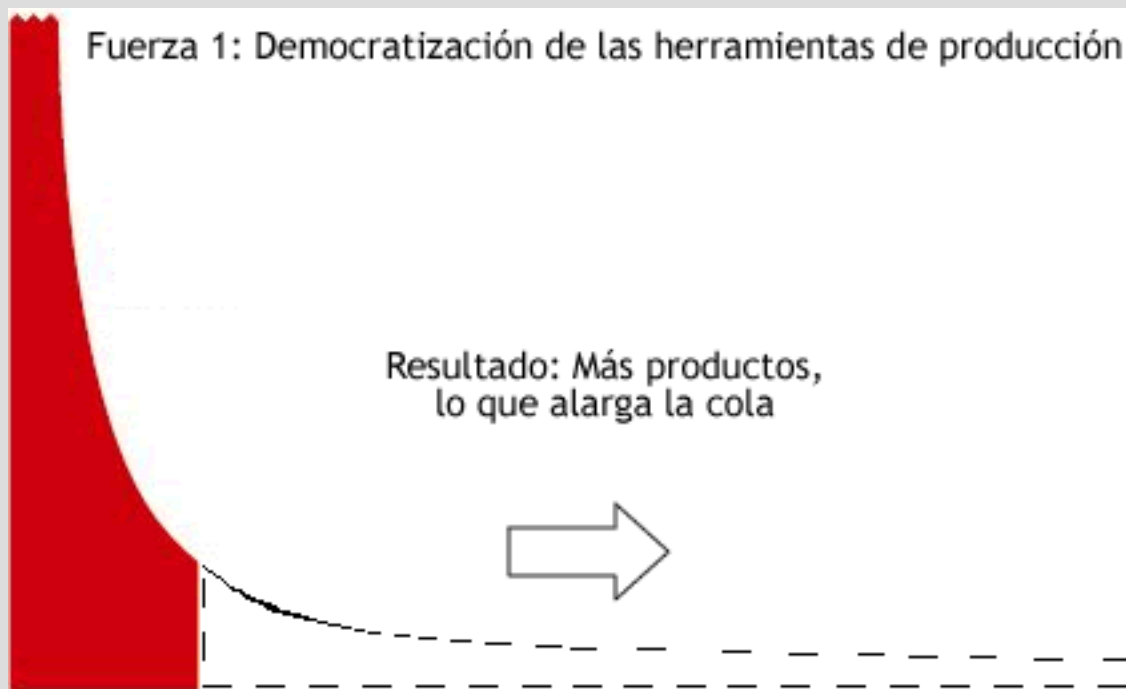 Fuerza 1: Democratización de las herramientas de producción
Resultado: Más productos,
lo que alarga la cola